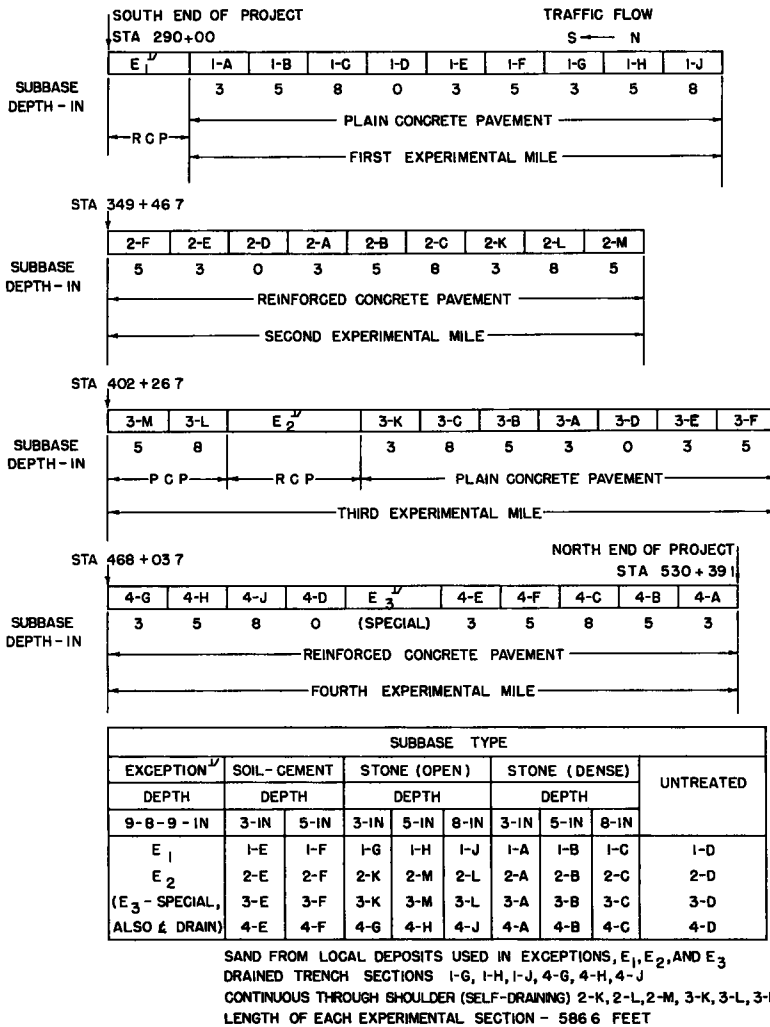 SOUTH END OF PROJECT
STA 290+00
TRAFFIC FLOW
S N
E1 1/ 1-A 1-B 1-C 1-D 1-E 1-F 1-G 1-H 1-J
SUBBASE DEPTH-IN 3 5 8 0 3 5 3 5 8
PLAIN CONCRETE PAVEMENT
R C P
FIRST EXPERIMENTAL MILE
STA 349+46 7
2-F 2-E 2-D 2-A 2-B 2-C 2-K 2-L 2-M
SUBBASE DEPTH-IN 5 3 0 3 5 8 3 8 5
REINFORCED CONCRETE PAVEMENT
SECOND EXPERIMENTAL MILE
STA 402+26 7
3-M 3-L E2 1/ 3-K 3-C 3-B 3-A 3-D 3-E 3-F
SUBBASE DEPTH-IN 5 8 3 8 5 3 0 3 5
P C P R C P PLAIN CONCRETE PAVEMENT
THIRD EXPERIMENTAL MILE
NORTH END OF PROJECT
STA 468+03 7
STA 530+39 1
4-G 4-H 4-J 4-D E3 1/ 4-E 4-F 4-C 4-B 4-A
SUBBASE DEPTH-IN 3 5 8 0 (SPECIAL) 3 5 8 5 3
REINFORCED CONCRETE PAVEMENT
FOURTH EXPERIMENTAL MILE
SUBBASE TYPE
EXCEPTION 1/ SOIL-CEMENT STONE (OPEN) STONE (DENSE) UNTREATED
DEPTH DEPTH DEPTH DEPTH
9-8-9-IN 3-IN 5-IN 3-IN 5-IN 8-IN 3-IN 5-IN 8-IN
E1 1-E 1-F 1-G 1-H 1-J 1-A 1-B 1-C 1-D
E2 2-E 2-F 2-K 2-M 2-L 2-A 2-B 2-C 2-D
(E3-SPECIAL, 3-E 3-F 3-K 3-M 3-L 3-A 3-B 3-C 3-D
ALSO ℄ DRAIN) 4-E 4-F 4-G 4-H 4-J 4-A 4-B 4-C 4-D
SAND FROM LOCAL DEPOSITS USED IN EXCEPTIONS, E1, E2, AND E3
DRAINED TRENCH SECTIONS 1-G, 1-H, 1-J, 4-G, 4-H, 4-J
CONTINUOUS THROUGH SHOULDER (SELF-DRAINING) 2-K, 2-L, 2-M, 3-K, 3-L,
LENGTH OF EACH EXPERIMENTAL SECTION - 586 6 FEET